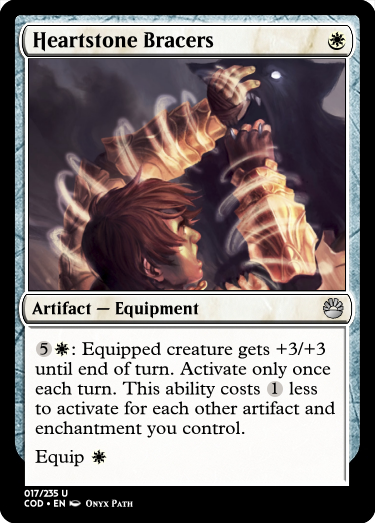 Heartstone Bracers
Artifact — Equipment
5: Equipped creature gets +3/+3
until end of turn. Activate only once
each turn. This ability costs 1 less
to activate for each other artifact and
enchantment you control.
Equip
017/235 U
COD • EN Onyx Path